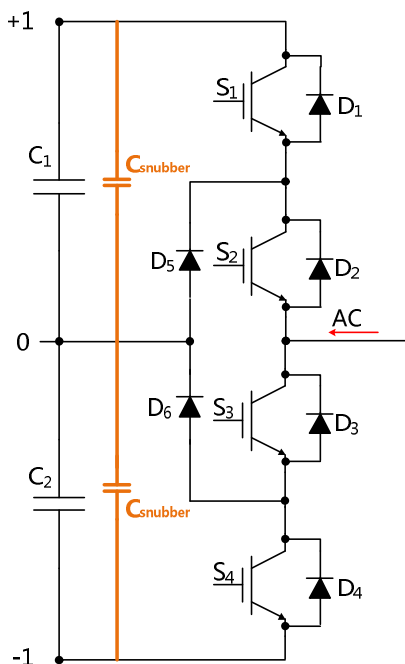 +1
S1
D1
C1
Csnubber
D5
S2
D2
AC
0
D6
S3
D3
C2
Csnubber
S4
D4
-1